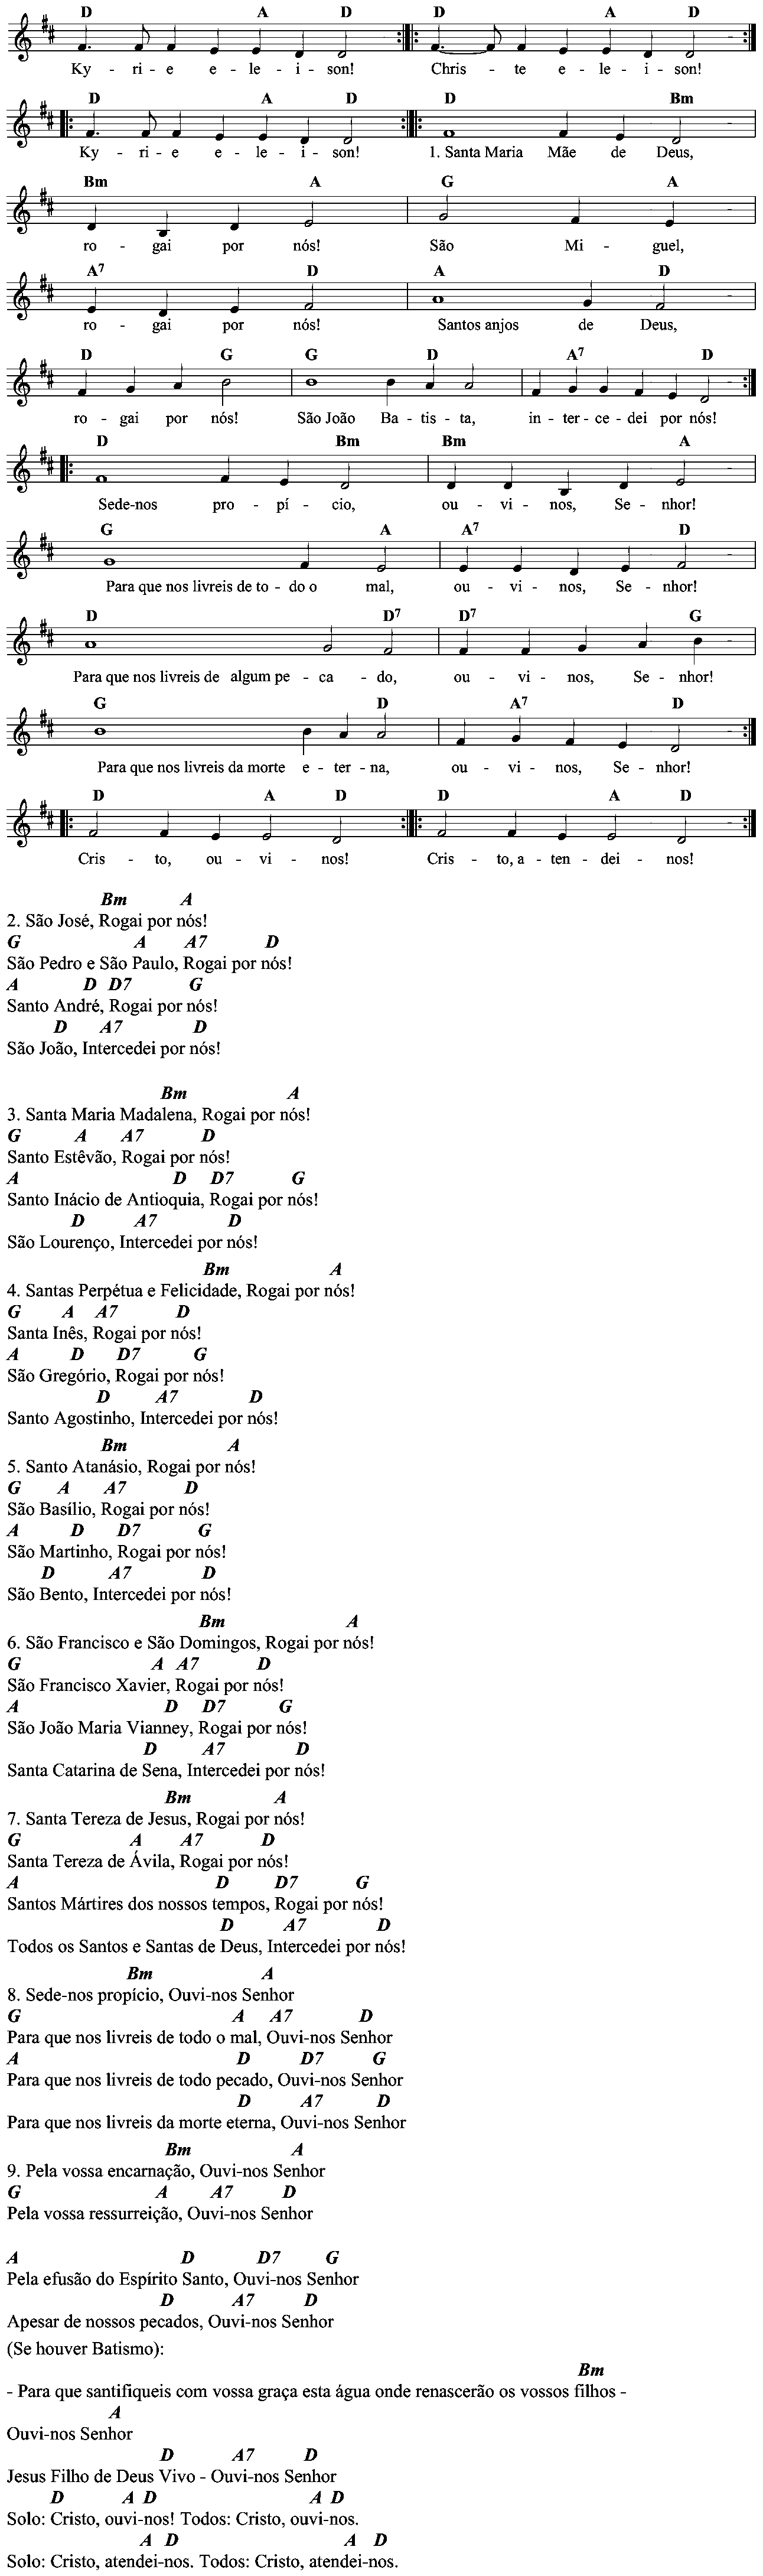 D A D D A D
Ky- ri- e e- le- i- son! Chris- te e- le- i- son!
D A D D Bm
Ky- ri- e e- le- i- son! 1. Santa Maria Mãe de Deus,
Bm A G A
ro- gai por nós! São Mi- guel,
A7 D A D
ro- gai por nós! Santos anjos de Deus,
D G G D A7 D
ro- gai por nós! São João Ba- tis- ta, in- ter- ce- dei por nós!
D Bm Bm A
Sede-nos pro- pí- cio, ou- vi- nos, Se- nhor!
G A A7 D
Para que nos livreis de to- do o mal, ou- vi- nos, Se- nhor!
D D7 D7 G
Para que nos livreis de algum pe- ca- do, ou- vi- nos, Se- nhor!
G D A7 D
Para que nos livreis da morte e- ter- na, ou- vi- nos, Se- nhor!
D A D D A D
Cris- to, ou- vi- nos! Cris- to, a- ten- dei- nos!
Bm A
2. São José, Rogai por nós!
G A A7 D
São Pedro e São Paulo, Rogai por nós!
A D D7 G
Santo André, Rogai por nós!
D A7 D
São João, Intercedei por nós!
Bm A
3. Santa Maria Madalena, Rogai por nós!
G A A7 D
Santo Estêvão, Rogai por nós!
A D D7 G
Santo Inácio de Antioquia, Rogai por nós!
D A7 D
São Lourenço, Intercedei por nós!
Bm A
4. Santas Perpétua e Felicidade, Rogai por nós!
G A A7 D
Santa Inês, Rogai por nós!
A D D7 G
São Gregório, Rogai por nós!
D A7 D
Santo Agostinho, Intercedei por nós!
Bm A
5. Santo Atanásio, Rogai por nós!
G A A7 D
São Basílio, Rogai por nós!
A D D7 G
São Martinho, Rogai por nós!
D A7 D
São Bento, Intercedei por nós!
Bm A
6. São Francisco e São Domingos, Rogai por nós!
G A A7 D
São Francisco Xavier, Rogai por nós!
A D D7 G
São João Maria Vianney, Rogai por nós!
D A7 D
Santa Catarina de Sena, Intercedei por nós!
Bm A
7. Santa Tereza de Jesus, Rogai por nós!
G A A7 D
Santa Tereza de Ávila, Rogai por nós!
A D D7 G
Santos Mártires dos nossos tempos, Rogai por nós!
D A7 D
Todos os Santos e Santas de Deus, Intercedei por nós!
Bm A
8. Sede-nos propício, Ouvi-nos Senhor
G A A7 D
Para que nos livreis de todo o mal, Ouvi-nos Senhor
A D D7 G
Para que nos livreis de todo pecado, Ouvi-nos Senhor
D A7 D
Para que nos livreis da morte eterna, Ouvi-nos Senhor
Bm A
9. Pela vossa encarnação, Ouvi-nos Senhor
G A A7 D
Pela vossa ressurreição, Ouvi-nos Senhor
A D D7 G
Pela efusão do Espírito Santo, Ouvi-nos Senhor
D A7 D
Apesar de nossos pecados, Ouvi-nos Senhor
(Se houver Batismo):
Bm
- Para que santifiqueis com vossa graça esta água onde renascerão os vossos filhos -
A
Ouvi-nos Senhor
D A7 D
Jesus Filho de Deus Vivo - Ouvi-nos Senhor
D A D A D
Solo: Cristo, ouvi-nos! Todos: Cristo, ouvi-nos.
A D A D
Solo: Cristo, atendei-nos. Todos: Cristo, atendei-nos.